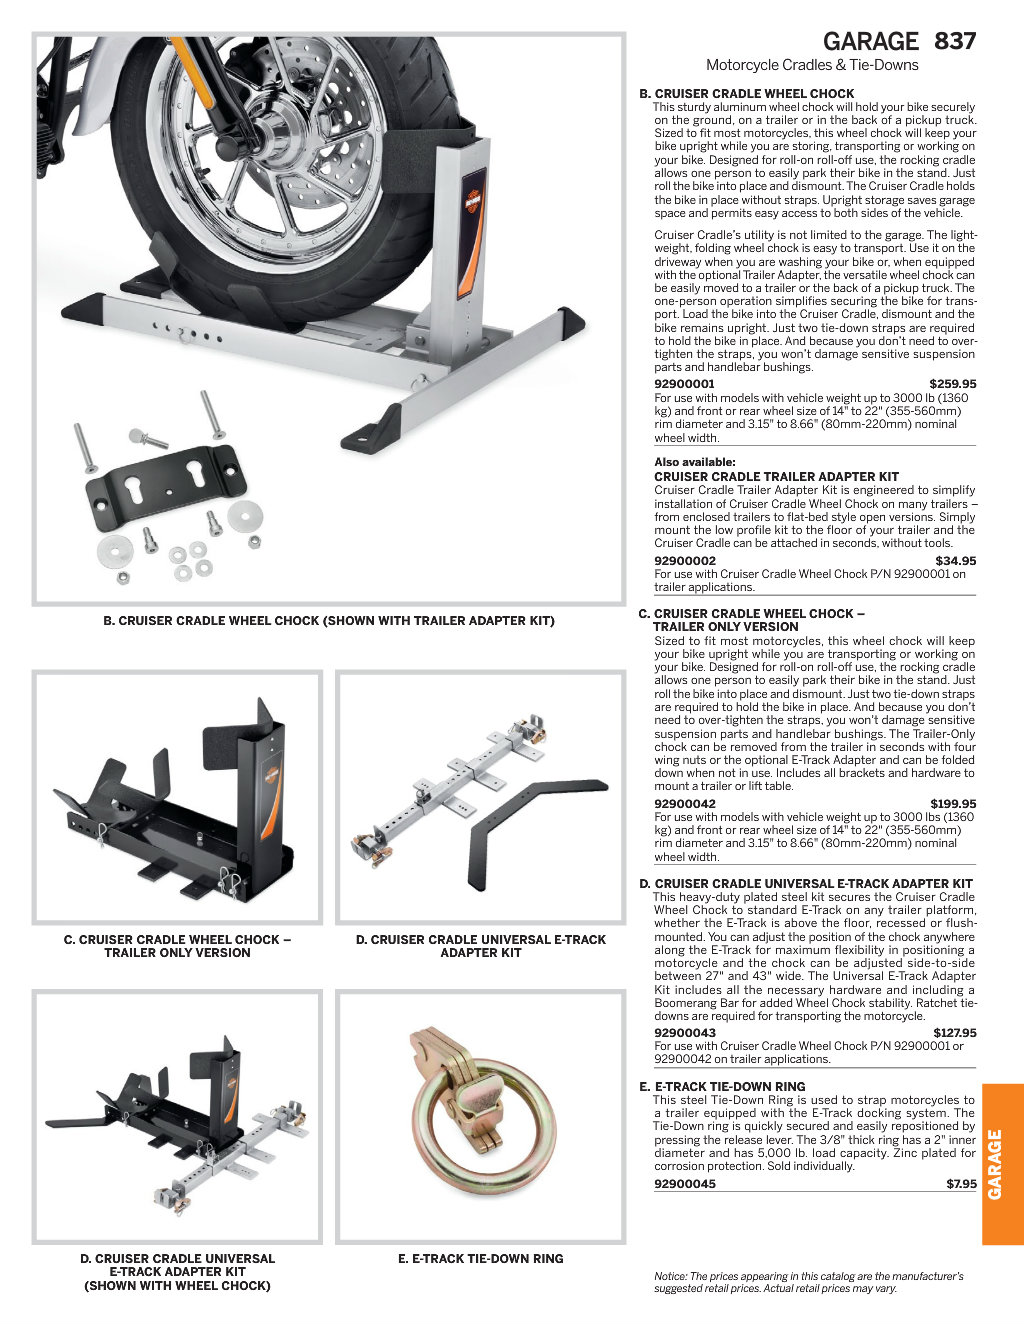 GARAGE 837
Motorcycle Cradles & Tie-Downs
B. CRUISER CRADLE WHEEL CHOCK
This sturdy aluminum wheel chock will hold your bike securely
on the ground, on a trailer or in the back of a pickup truck.
Sized to fit most motorcycles, this wheel chock will keep your
bike upright while you are storing, transporting or working on
your bike. Designed for roll-on roll-off use, the rocking cradle
allows one person to easily park their bike in the stand. Just
roll the bike into place and dismount. The Cruiser Cradle holds
the bike in place without straps. Upright storage saves garage
space and permits easy access to both sides of the vehicle.
Cruiser Cradle's utility is not limited to the garage. The light-
weight, folding wheel chock is easy to transport. Use it on the
driveway when you are washing your bike or, when equipped
with the optional Trailer Adapter, the versatile wheel chock can
be easily moved to a trailer or the back of a pickup truck. The
one-person operation simplifies securing the bike for trans-
port. Load the bike into the Cruiser Cradle, dismount and the
bike remains upright. Just two tie-down straps are required
to hold the bike in place. And because you don't need to over-
tighten the straps, you won't damage sensitive suspension
parts and handlebar bushings.
92900001 $259.95
For use with models with vehicle weight up to 3000 lb (1360
kg) and front or rear wheel size of 14" to 22" (355-560mm)
rim diameter and 3.15" to 8.66" (80mm-220mm) nominal
wheel width.
Also available:
CRUISER CRADLE TRAILER ADAPTER KIT
Cruiser Cradle Trailer Adapter Kit is engineered to simplify
installation of Cruiser Cradle Wheel Chock on many trailers –
from enclosed trailers to flat-bed style open versions. Simply
mount the low profile kit to the floor of your trailer and the
Cruiser Cradle can be attached in seconds, without tools.
92900002 $34.95
For use with Cruiser Cradle Wheel Chock P/N 92900001 on
trailer applications.
B. CRUISER CRADLE WHEEL CHOCK (SHOWN WITH TRAILER ADAPTER KIT)
C. CRUISER CRADLE WHEEL CHOCK –
TRAILER ONLY VERSION
Sized to fit most motorcycles, this wheel chock will keep
your bike upright while you are transporting or working on
your bike. Designed for roll-on roll-off use, the rocking cradle
allows one person to easily park their bike in the stand. Just
roll the bike into place and dismount. Just two tie-down straps
are required to hold the bike in place. And because you don't
need to over-tighten the straps, you won't damage sensitive
suspension parts and handlebar bushings. The Trailer-Only
chock can be removed from the trailer in seconds with four
wing nuts or the optional E-Track Adapter and can be folded
down when not in use. Includes all brackets and hardware to
mount a trailer or lift table.
92900042 $199.95
For use with models with vehicle weight up to 3000 lbs (1360
kg) and front or rear wheel size of 14" to 22" (355-560mm)
rim diameter and 3.15" to 8.66" (80mm-220mm) nominal
wheel width.
C. CRUISER CRADLE WHEEL CHOCK –
TRAILER ONLY VERSION
D. CRUISER CRADLE UNIVERSAL E-TRACK
ADAPTER KIT
D. CRUISER CRADLE UNIVERSAL E-TRACK ADAPTER KIT
This heavy-duty plated steel kit secures the Cruiser Cradle
Wheel Chock to standard E-Track on any trailer platform,
whether the E-Track is above the floor, recessed or flush-
mounted. You can adjust the position of the chock anywhere
along the E-Track for maximum flexibility in positioning a
motorcycle and the chock can be adjusted side-to-side
between 27" and 43" wide. The Universal E-Track Adapter
Kit includes all the necessary hardware and including a
Boomerang Bar for added Wheel Chock stability. Ratchet tie-
downs are required for transporting the motorcycle.
92900043 $127.95
For use with Cruiser Cradle Wheel Chock P/N 92900001 or
92900042 on trailer applications.
E. E-TRACK TIE-DOWN RING
This steel Tie-Down Ring is used to strap motorcycles to
a trailer equipped with the E-Track docking system. The
Tie-Down ring is quickly secured and easily repositioned by
pressing the release lever. The 3/8" thick ring has a 2" inner
diameter and has 5,000 lb. load capacity. Zinc plated for
corrosion protection. Sold individually.
92900045 $7.95
GARAGE
D. CRUISER CRADLE UNIVERSAL
E-TRACK ADAPTER KIT
(SHOWN WITH WHEEL CHOCK)
E. E-TRACK TIE-DOWN RING
Notice: The prices appearing in this catalog are the manufacturer's
suggested retail prices. Actual retail prices may vary.